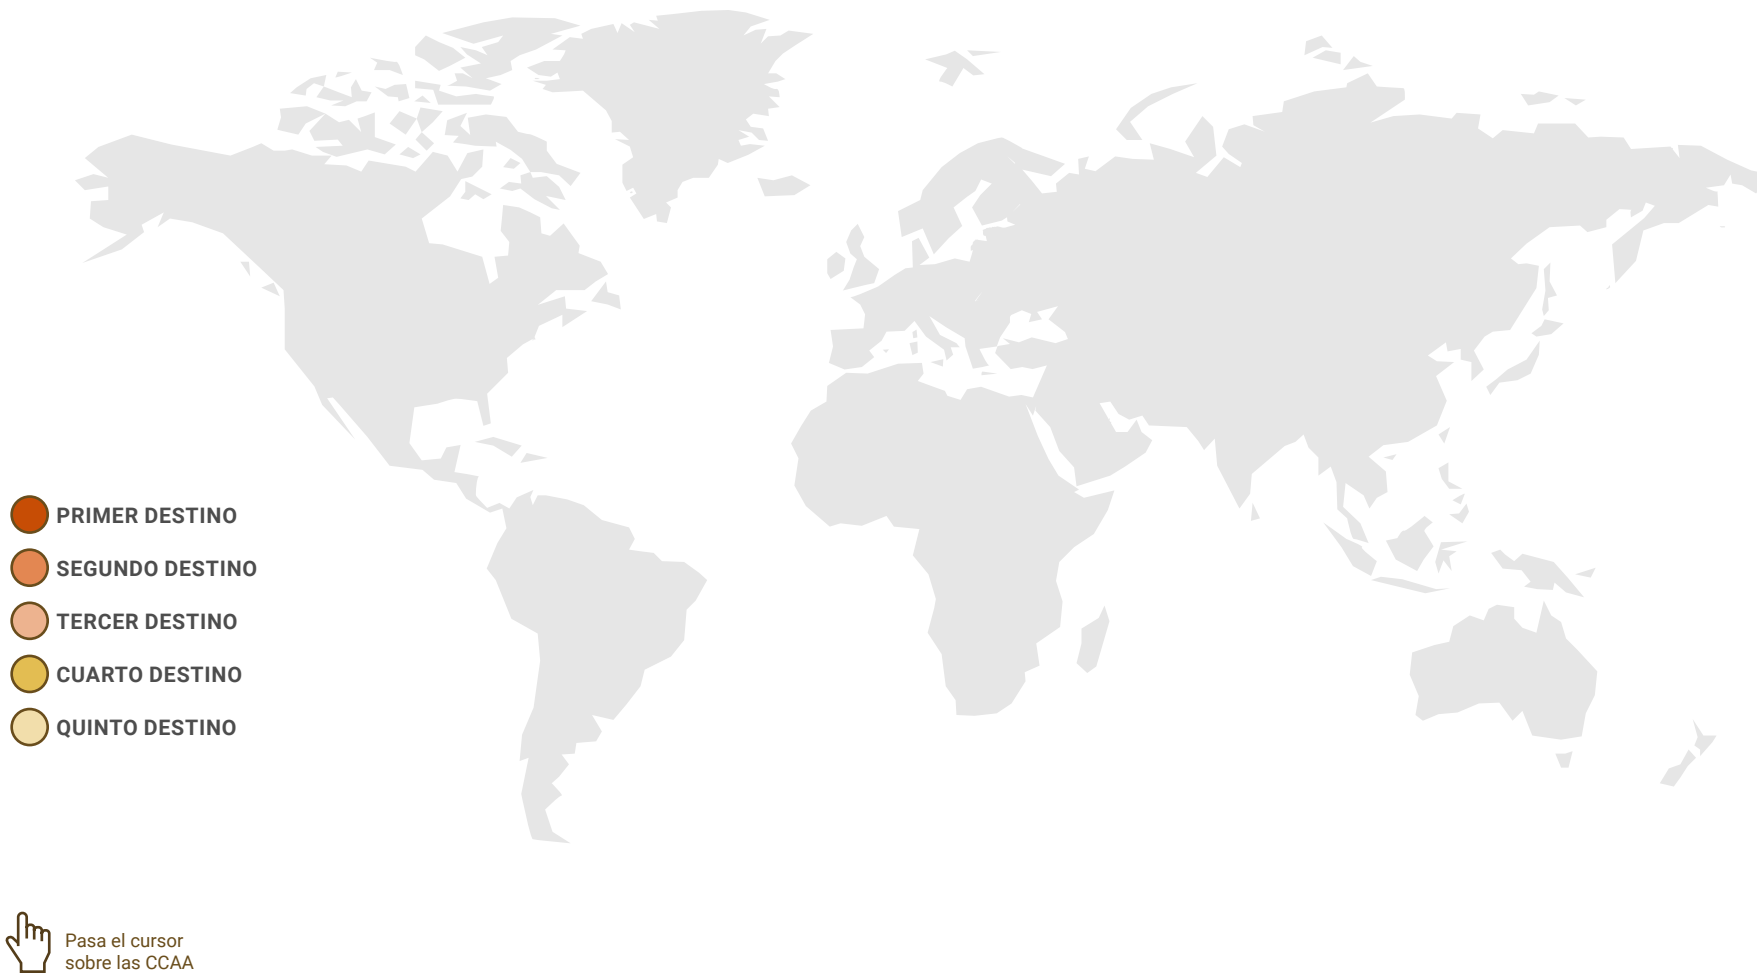 PRIMER DESTINO
SEGUNDO DESTINO
TERCER DESTINO
CUARTO DESTINO
QUINTO DESTINO
Pasa el cursor
sobre las CCAA